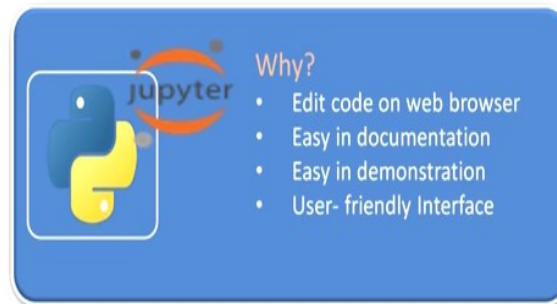 jupyter
Why?
• Edit code on web browser
• Easy in documentation
• Easy in demonstration
• User- friendly Interface